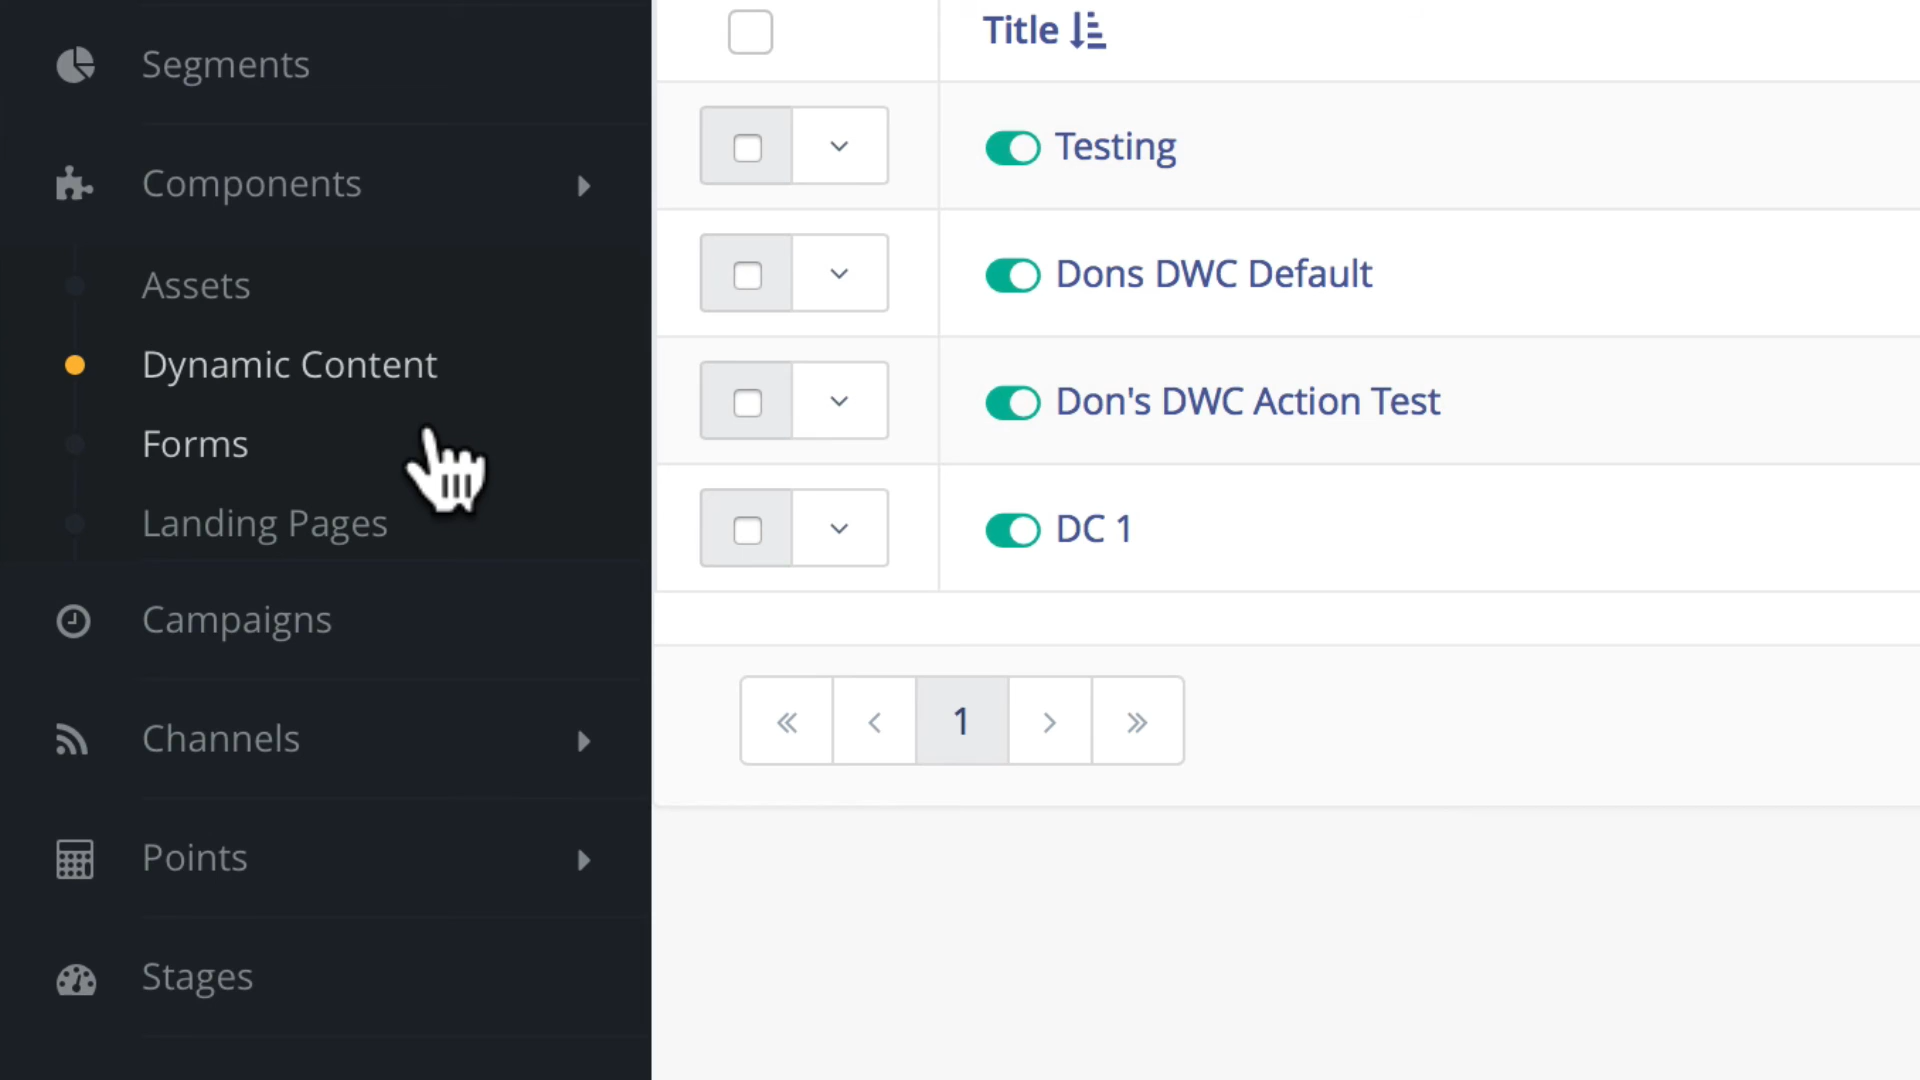 Segments
Components
Assets
Dynamic Content
Forms
Landing Pages
Campaigns
Channels
Points
Stages
Title
Testing
Dons DWC Default
Don's DWC Action Test
DC 1
« ‹ 1 › »